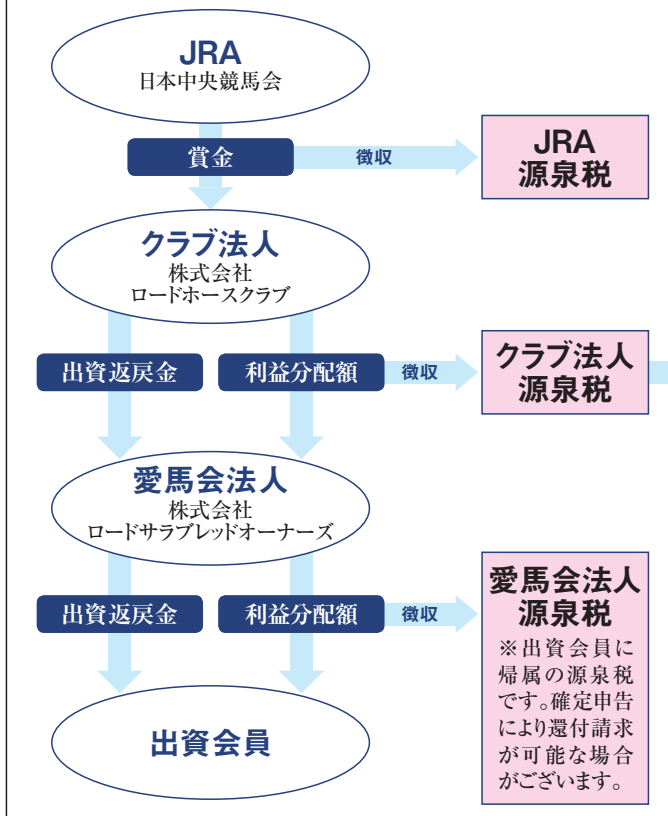 JRA
日本中央競馬会
賞金
徴収
JRA
源泉税
クラブ法人
株式会社
ロードホースクラブ
出資返戻金
利益分配額
徴収
クラブ法人
源泉税
愛馬会法人
株式会社
ロードサラブレッドオーナーズ
出資返戻金
利益分配額
徴収
愛馬会法人
源泉税
※出資会員に
帰属の源泉税
です。確定申告
により還付請求
が可能な場合
がございます。
出資会員